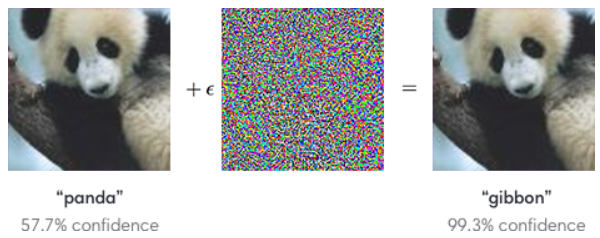 + ϵ
=
“panda”
57.7% confidence
“gibbon”
99.3% confidence